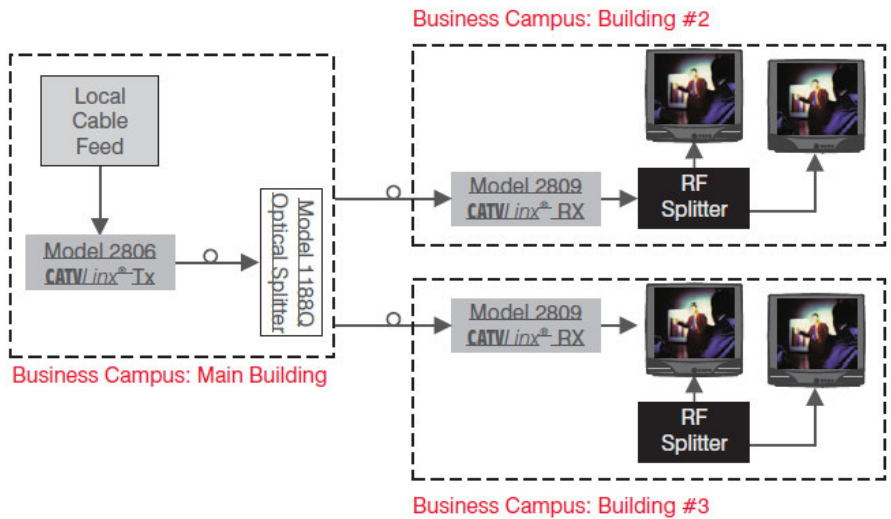 Business Campus: Building #2
Local
Cable
Feed
Model 2806
CATVLinx® Tx
Model 1188Q
Optical Splitter
Model 2809
CATVLinx® RX
RF
Splitter
Business Campus: Main Building
Model 2809
CATVLinx® RX
RF
Splitter
Business Campus: Building #3